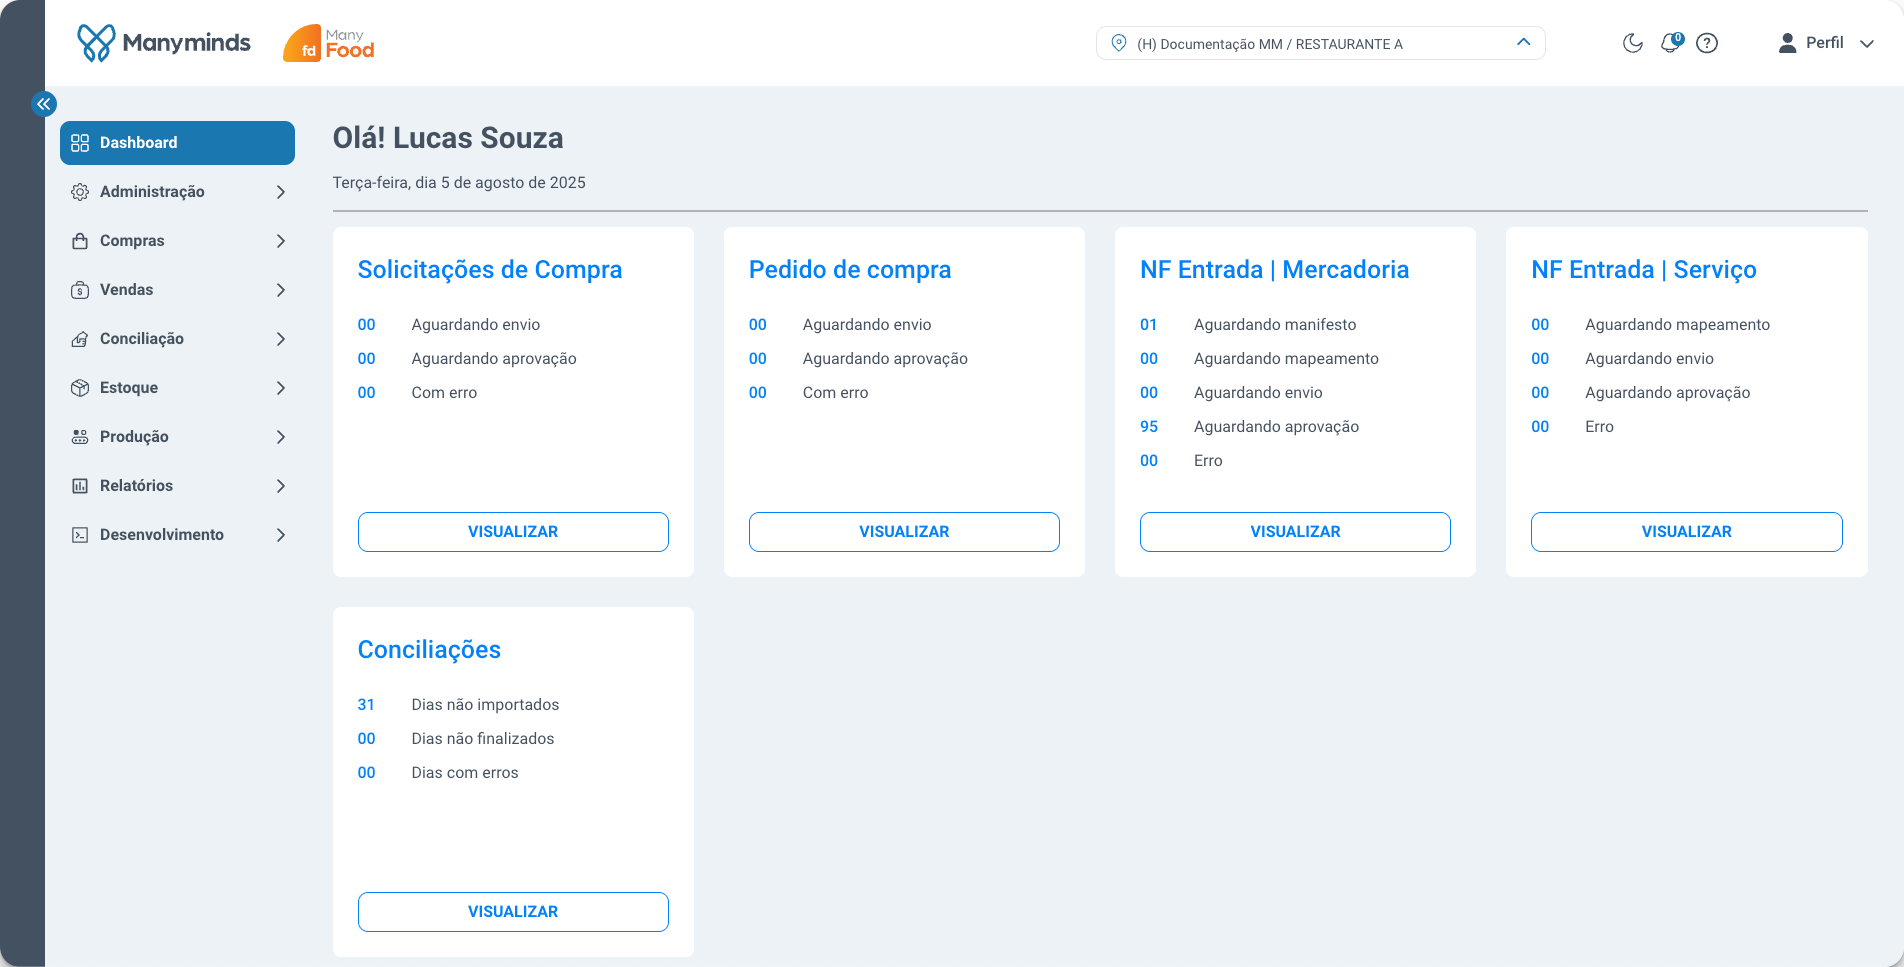 Manyminds
fd Many Food
(H) Documentação MM / RESTAURANTE A
0
Perfil
Dashboard
Administração
Compras
Vendas
Conciliação
Estoque
Produção
Relatórios
Desenvolvimento
Olá! Lucas Souza
Terça-feira, dia 5 de agosto de 2025
Solicitações de Compra
00 Aguardando envio
00 Aguardando aprovação
00 Com erro
VISUALIZAR
Pedido de compra
00 Aguardando envio
00 Aguardando aprovação
00 Com erro
VISUALIZAR
NF Entrada | Mercadoria
01 Aguardando manifesto
00 Aguardando mapeamento
00 Aguardando envio
95 Aguardando aprovação
00 Erro
VISUALIZAR
NF Entrada | Serviço
00 Aguardando mapeamento
00 Aguardando envio
00 Aguardando aprovação
00 Erro
VISUALIZAR
Conciliações
31 Dias não importados
00 Dias não finalizados
00 Dias com erros
VISUALIZAR